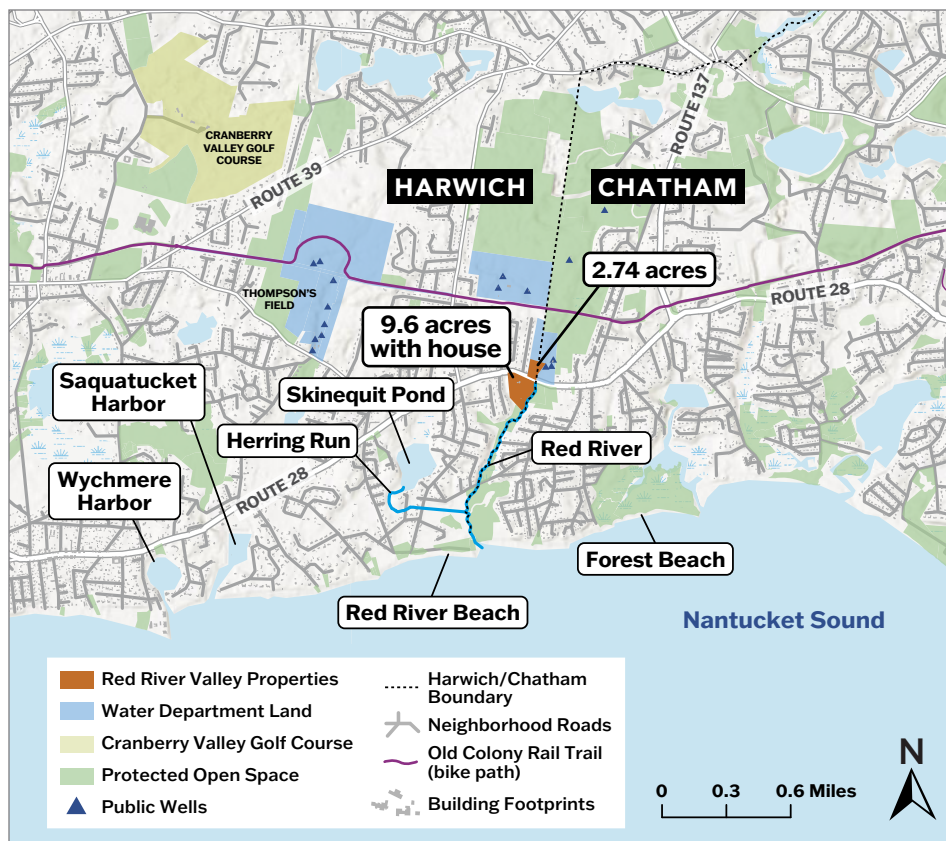 CRANBERRY
VALLEY GOLF
COURSE
ROUTE 39
ROUTE 137
HARWICH
CHATHAM
2.74 acres
ROUTE 28
THOMPSON'S
FIELD
9.6 acres
with house
Saquatucket
Harbor
Skinequit Pond
Herring Run
Red River
Wychmere
Harbor
ROUTE 28
Forest Beach
Red River Beach
Nantucket Sound
Red River Valley Properties
Water Department Land
Cranberry Valley Golf Course
Protected Open Space
Public Wells
Harwich/Chatham
Boundary
Neighborhood Roads
Old Colony Rail Trail
(bike path)
Building Footprints
0 0.3 0.6 Miles
N